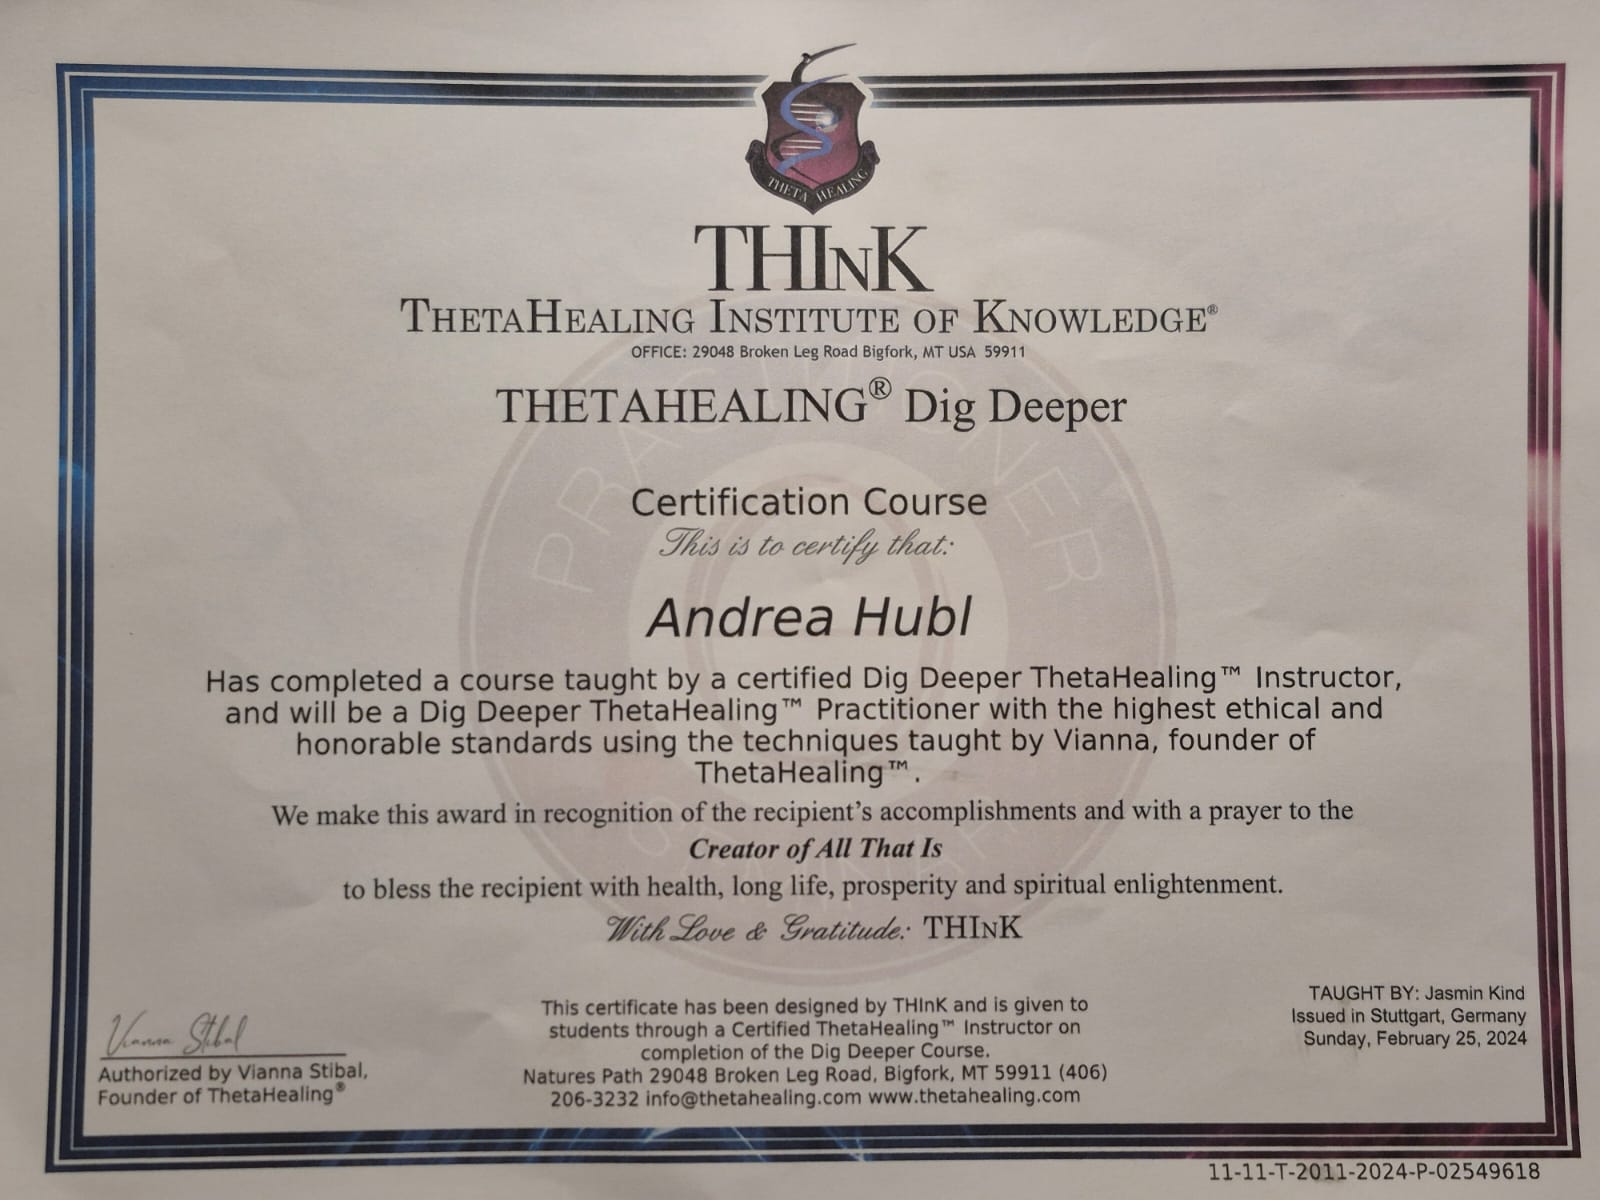 THETA HEALING
THInK
THETAHEALING INSTITUTE OF KNOWLEDGE®
OFFICE: 29048 Broken Leg Road Bigfork, MT USA 59911
THETAHEALING® Dig Deeper
PRACTITIONER
Certification Course
This is to certify that:
Andrea Hubl
Has completed a course taught by a certified Dig Deeper ThetaHealing™ Instructor,
and will be a Dig Deeper ThetaHealing™ Practitioner with the highest ethical and
honorable standards using the techniques taught by Vianna, founder of
ThetaHealing™.
We make this award in recognition of the recipient's accomplishments and with a prayer to the
Creator of All That Is
to bless the recipient with health, long life, prosperity and spiritual enlightenment.
With Love & Gratitude: THInK
Vianna Stibal
Authorized by Vianna Stibal,
Founder of ThetaHealing®
This certificate has been designed by THInK and is given to
students through a Certified ThetaHealing™ Instructor on
completion of the Dig Deeper Course.
Natures Path 29048 Broken Leg Road, Bigfork, MT 59911 (406)
206-3232 info@thetahealing.com www.thetahealing.com
TAUGHT BY: Jasmin Kind
Issued in Stuttgart, Germany
Sunday, February 25, 2024
11-11-T-2011-2024-P-02549618